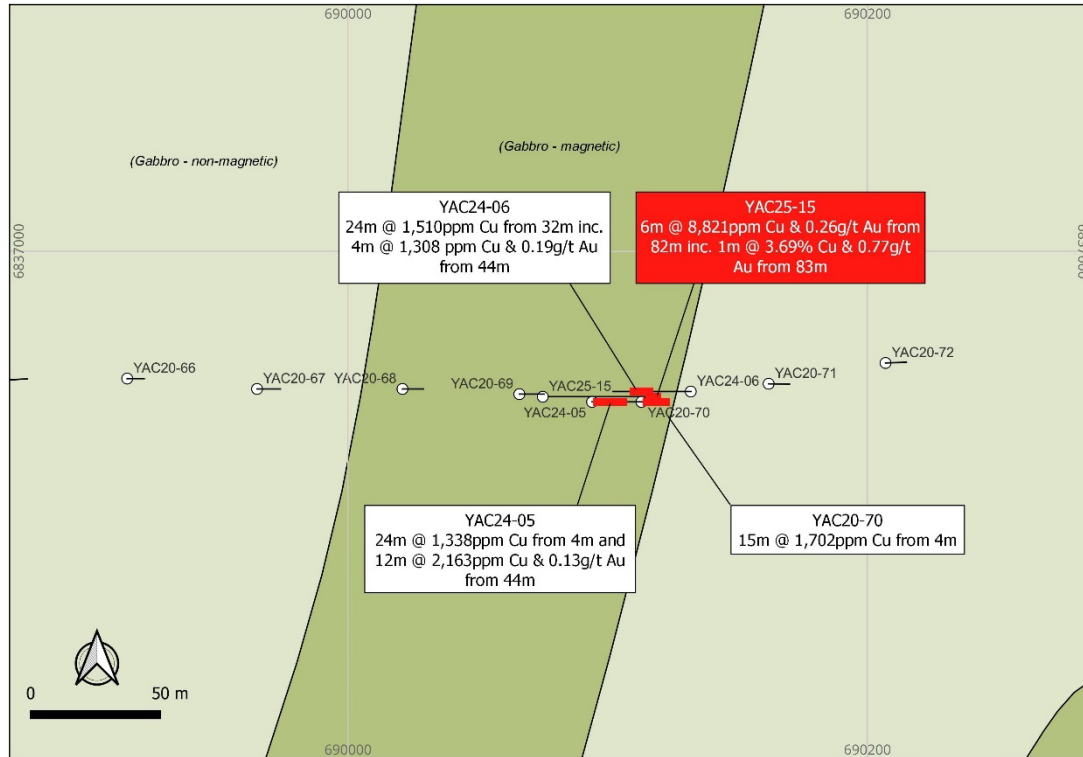 690000
690200
(Gabbro - non-magnetic)
(Gabbro - magnetic)
6837000
6837000
YAC24-06
24m @ 1,510ppm Cu from 32m inc.
4m @ 1,308 ppm Cu & 0.19g/t Au
from 44m
YAC25-15
6m @ 8,821ppm Cu & 0.26g/t Au from
82m inc. 1m @ 3.69% Cu & 0.77g/t
Au from 83m
YAC20-66
YAC20-67
YAC20-68
YAC20-69
YAC25-15
YAC24-05
YAC20-70
YAC24-06
YAC20-71
YAC20-72
YAC24-05
24m @ 1,338ppm Cu from 4m and
12m @ 2,163ppm Cu & 0.13g/t Au
from 44m
YAC20-70
15m @ 1,702ppm Cu from 4m
0 50 m
690000
690200